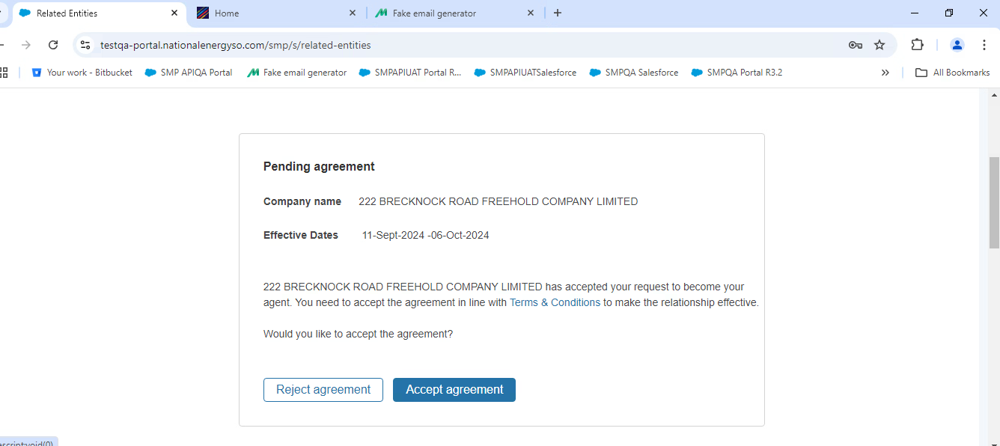 Related Entities
Home
Fake email generator
testqa-portal.nationalenergyso.com/smp/s/related-entities
Your work - Bitbucket
SMP APIQA Portal
Fake email generator
SMPAPIUAT Portal R...
SMPAPIUATSalesforce
SMPQA Salesforce
SMPQA Portal R3.2
All Bookmarks
Pending agreement
Company name 222 BRECKNOCK ROAD FREEHOLD COMPANY LIMITED
Effective Dates 11-Sept-2024 -06-Oct-2024
222 BRECKNOCK ROAD FREEHOLD COMPANY LIMITED has accepted your request to become your
agent. You need to accept the agreement in line with Terms & Conditions to make the relationship effective.
Would you like to accept the agreement?
Reject agreement
Accept agreement